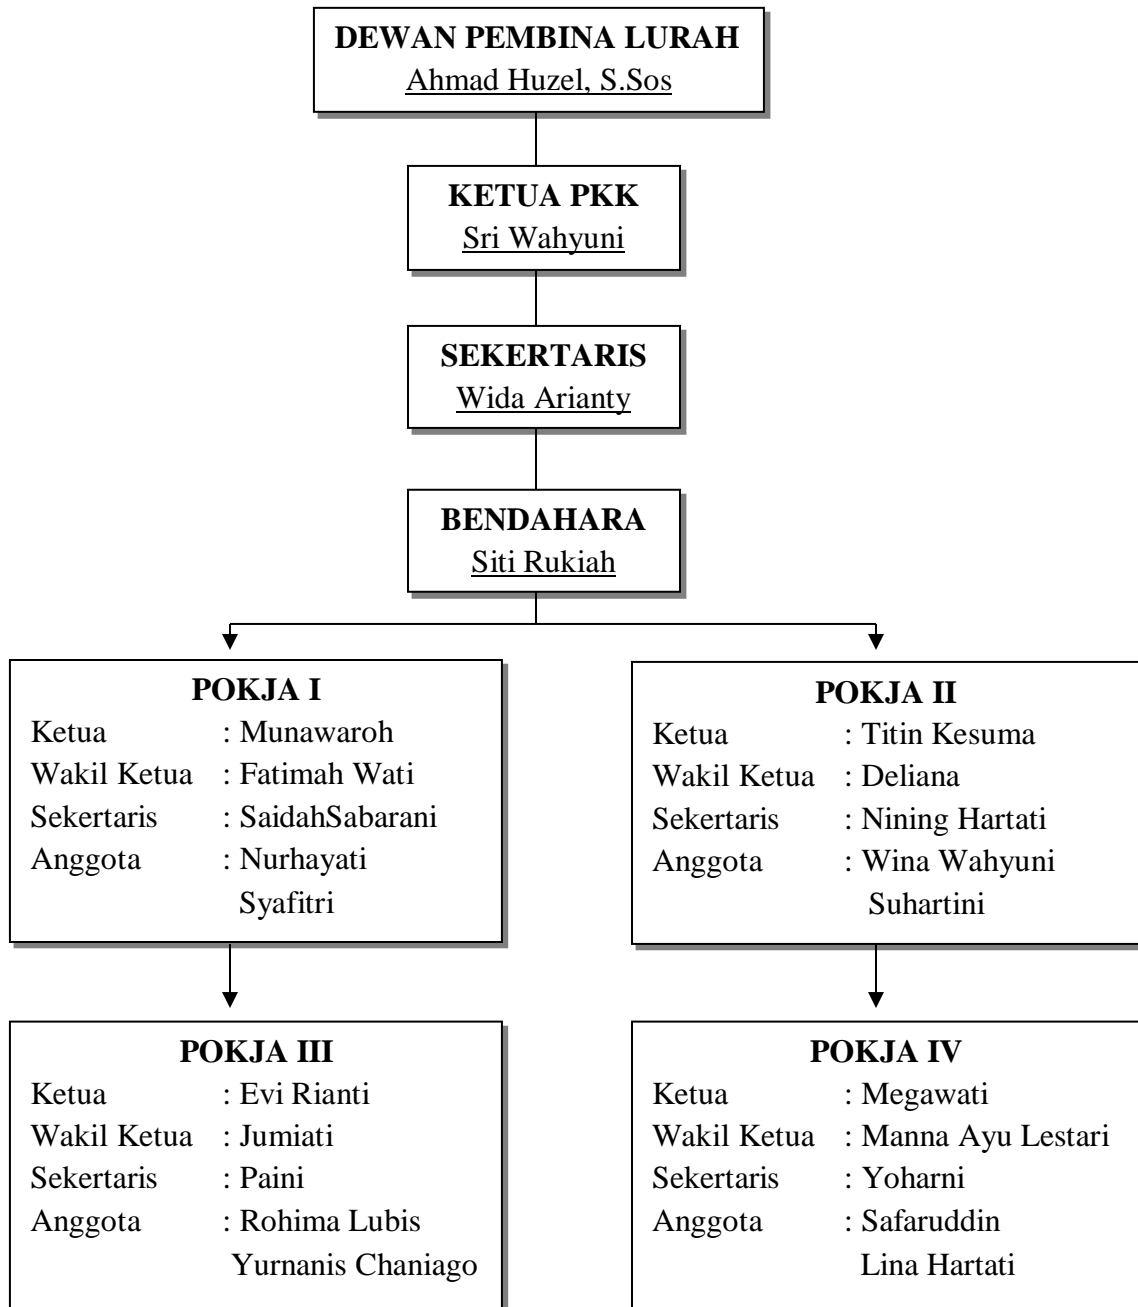 DEWAN PEMBINA LURAH
Ahmad Huzel, S.Sos
KETUA PKK
Sri Wahyuni
SEKERTARIS
Wida Arianty
BENDAHARA
Siti Rukiah
POKJA I
Ketua : Munawaroh
Wakil Ketua : Fatimah Wati
Sekertaris : SaidahSabarani
Anggota : Nurhayati
Syafitri
POKJA II
Ketua : Titin Kesuma
Wakil Ketua : Deliana
Sekertaris : Nining Hartati
Anggota : Wina Wahyuni
Suhartini
POKJA III
Ketua : Evi Rianti
Wakil Ketua : Jumiati
Sekertaris : Paini
Anggota : Rohima Lubis
Yurnanis Chaniago
POKJA IV
Ketua : Megawati
Wakil Ketua : Manna Ayu Lestari
Sekertaris : Yoharni
Anggota : Safaruddin
Lina Hartati